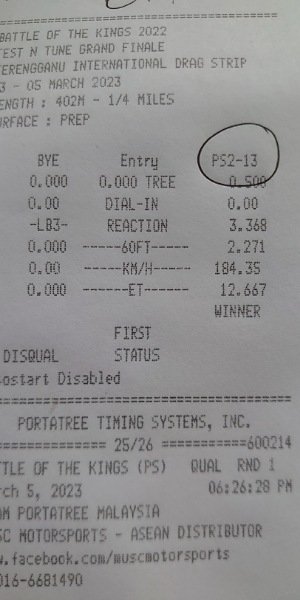 BATTLE OF THE KINGS 2022
TEST N TUNE GRAND FINALE
TERENGGANU INTERNATIONAL DRAG STRIP
3 - 05 MARCH 2023
LENGTH : 402M - 1/4 MILES
SURFACE : PREP
BYE Entry PS2-13
0.000 0.000 TREE 0.500
0.00 DIAL-IN 0.00
-LB3- REACTION 3.368
0.000 ------60FT------ 2.271
0.00 ------KM/H------ 184.35
0.000 -------ET------- 12.667
WINNER
FIRST
DISQUAL STATUS
ostart Disabled
PORTATREE TIMING SYSTEMS, INC.
============ 25/26 ===========600214
TTLE OF THE KINGS (PS) QUAL RND 1
rch 5, 2023 06:26:28 PM
AM PORTATREE MALAYSIA
SC MOTORSPORTS - ASEAN DISTRIBUTOR
w.facebook.com/muscmotorsports
016-6681490